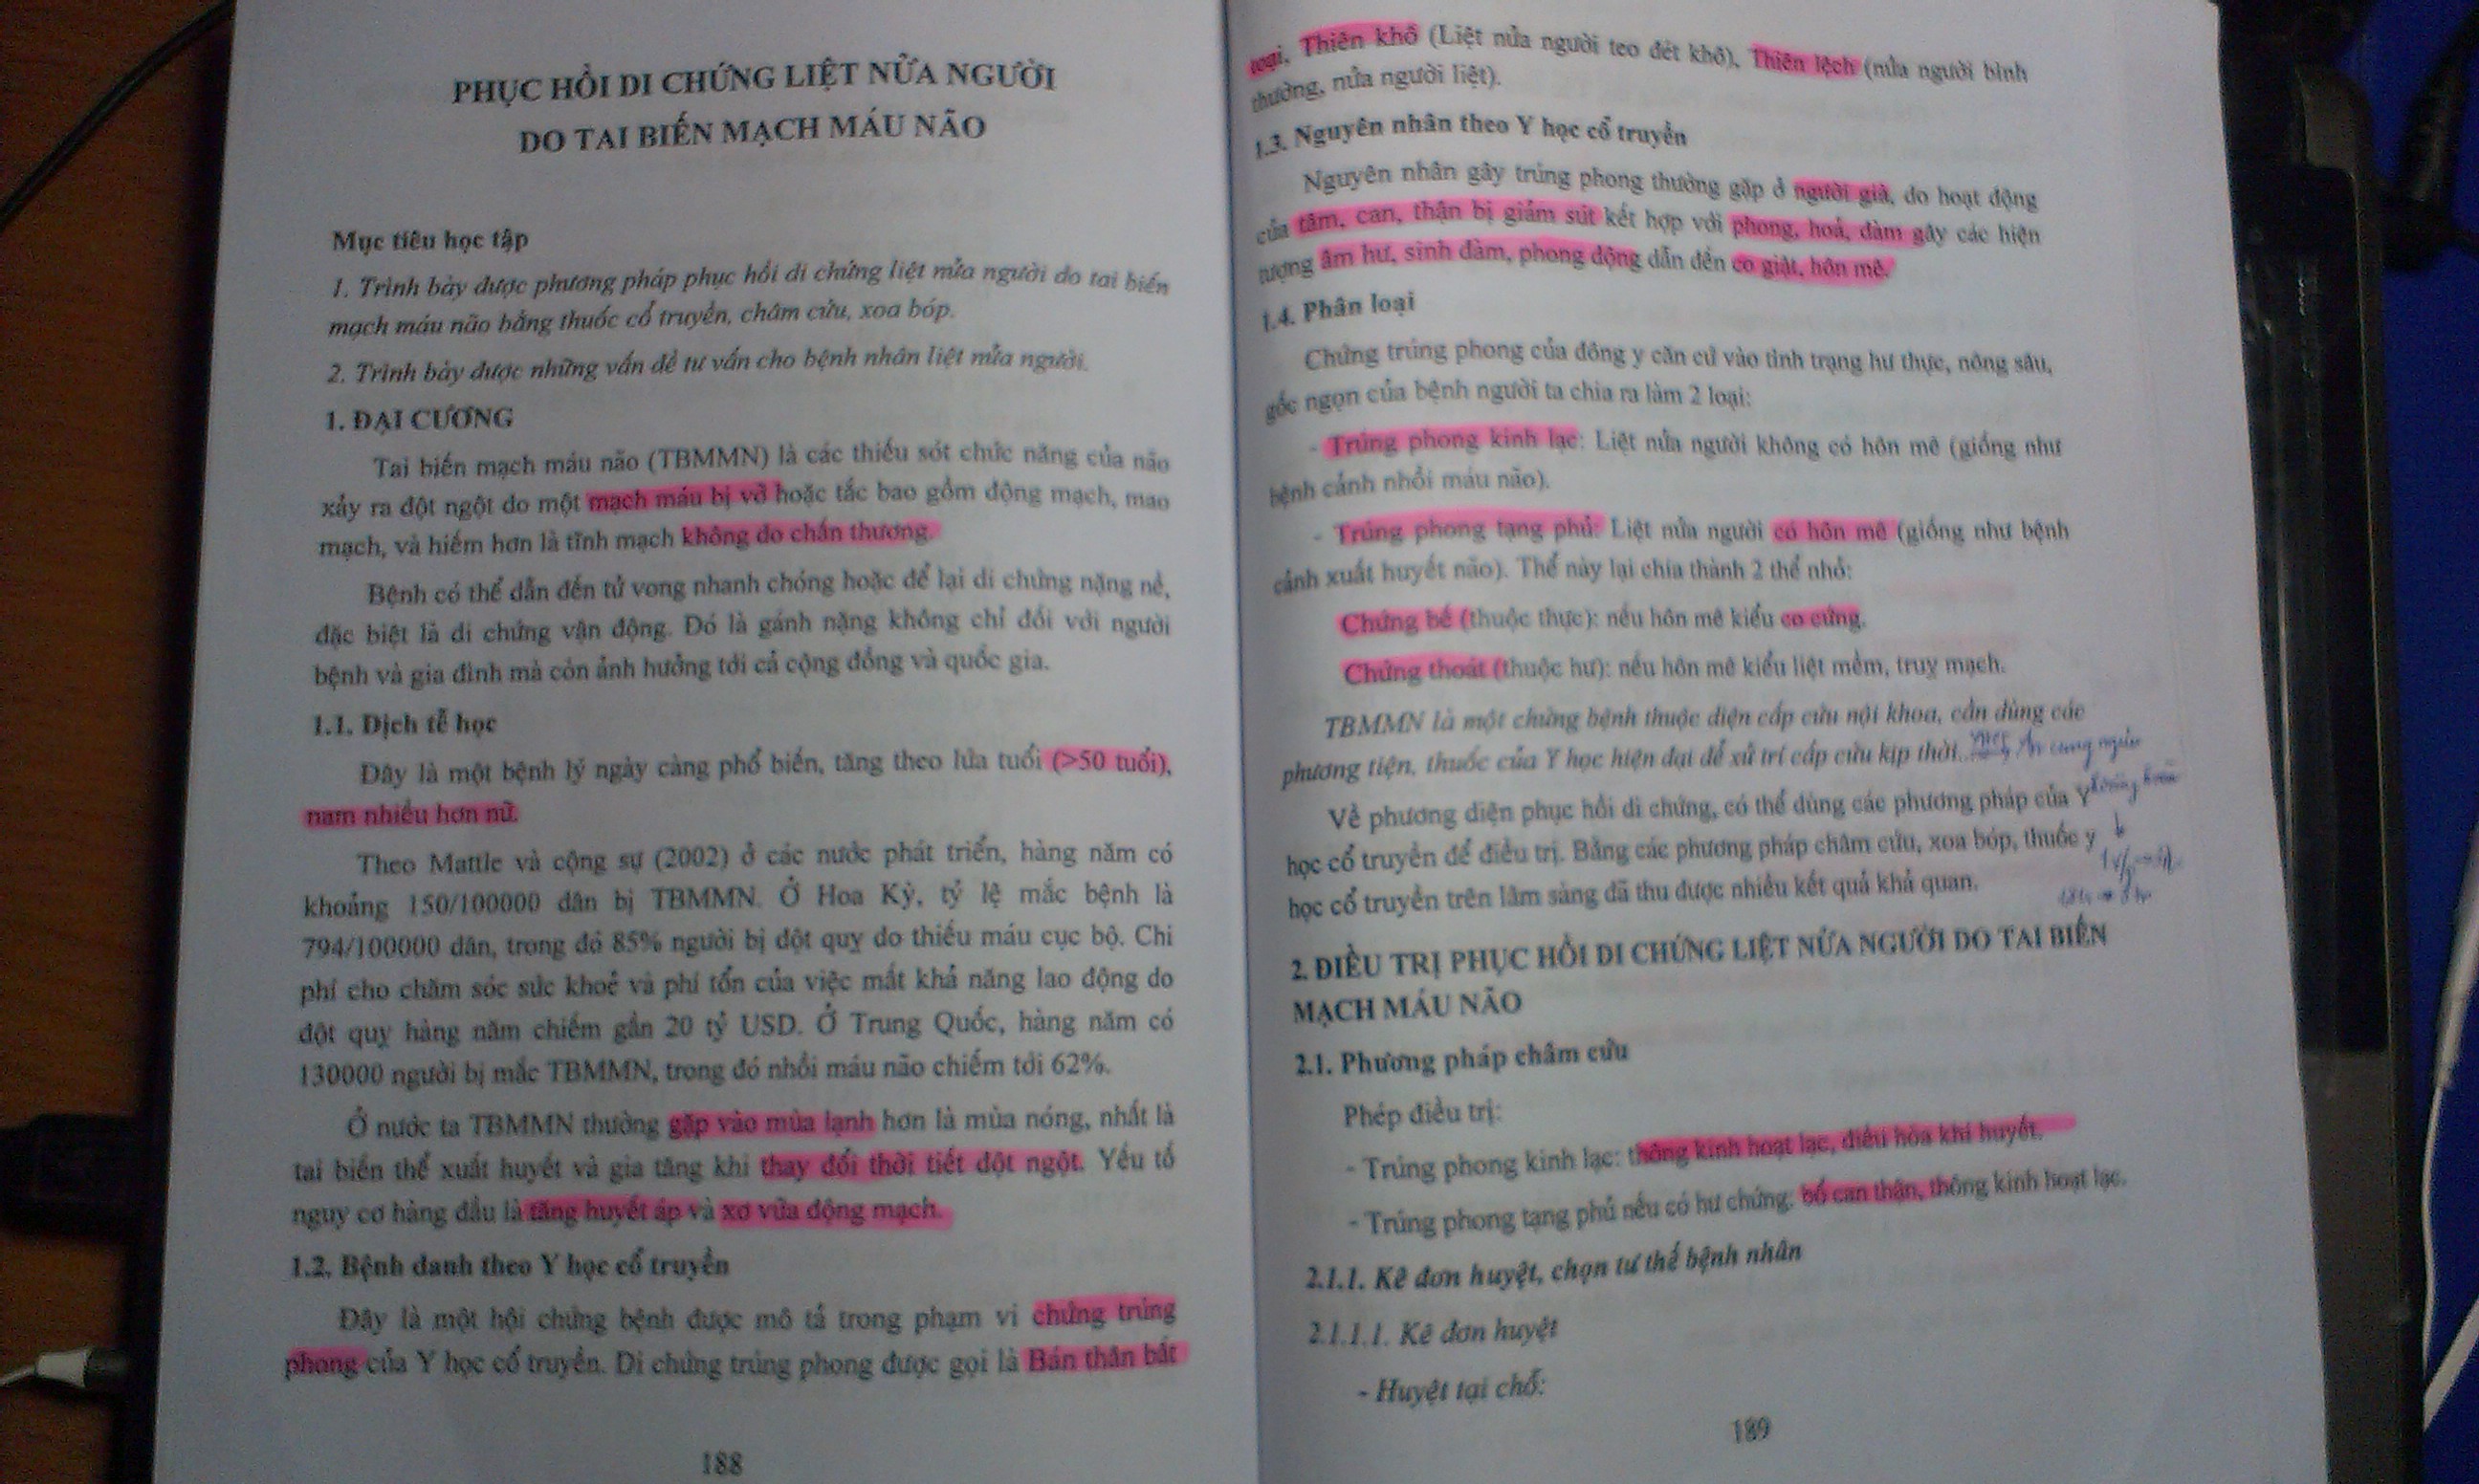 PHỤC HỒI DI CHỨNG LIỆT NỬA NGƯỜI
DO TAI BIẾN MẠCH MÁU NÃO
Mục tiêu học tập
1. Trình bày được phương pháp phục hồi di chứng liệt nửa người do tai biến
mạch máu não bằng thuốc cổ truyền, châm cứu, xoa bóp.
2. Trình bày được những vấn đề tư vấn cho bệnh nhân liệt nửa người.
1. ĐẠI CƯƠNG
Tai biến mạch máu não (TBMMN) là các thiếu sót chức năng của não
xảy ra đột ngột do một mạch máu bị vỡ hoặc tắc bao gồm động mạch, mao
mạch, và hiếm hơn là tĩnh mạch không do chấn thương.
Bệnh có thể dẫn đến tử vong nhanh chóng hoặc để lại di chứng nặng nề,
đặc biệt là di chứng vận động. Đó là gánh nặng không chỉ đối với người
bệnh và gia đình mà còn ảnh hưởng tới cả cộng đồng và quốc gia.
1.1. Dịch tễ học
Đây là một bệnh lý ngày càng phổ biến, tăng theo lứa tuổi (>50 tuổi),
nam nhiều hơn nữ.
Theo Mattle và cộng sự (2002) ở các nước phát triển, hàng năm có
khoảng 150/100000 dân bị TBMMN. Ở Hoa Kỳ, tỷ lệ mắc bệnh là
794/100000 dân, trong đó 85% người bị đột quỵ do thiếu máu cục bộ. Chi
phí cho chăm sóc sức khoẻ và phí tổn của việc mất khả năng lao động do
đột quỵ hàng năm chiếm gần 20 tỷ USD. Ở Trung Quốc, hàng năm có
130000 người bị mắc TBMMN, trong đó nhồi máu não chiếm tới 62%.
Ở nước ta TBMMN thường gặp vào mùa lạnh hơn là mùa nóng, nhất là
tai biến thể xuất huyết và gia tăng khi thay đổi thời tiết đột ngột. Yếu tố
nguy cơ hàng đầu là tăng huyết áp và xơ vữa động mạch.
1.2. Bệnh danh theo Y học cổ truyền
Đây là một hội chứng bệnh được mô tả trong phạm vi chứng trúng
phong của Y học cổ truyền. Di chứng trúng phong được gọi là Bán thân bất
188
toại, Thiên khô (Liệt nửa người teo đét khô), Thiên lệch (nửa người bình
thường, nửa người liệt).
1.3. Nguyên nhân theo Y học cổ truyền
Nguyên nhân gây trúng phong thường gặp ở người già, do hoạt động
của tâm, can, thận bị giảm sút kết hợp với phong, hoả, đàm gây các hiện
tượng âm hư, sinh đàm, phong động dẫn đến co giật, hôn mê.
1.4. Phân loại
Chứng trúng phong của đông y căn cứ vào tình trạng hư thực, nông sâu,
gốc ngọn của bệnh người ta chia ra làm 2 loại:
- Trúng phong kinh lạc: Liệt nửa người không có hôn mê (giống như
bệnh cảnh nhồi máu não).
- Trúng phong tạng phủ: Liệt nửa người có hôn mê (giống như bệnh
cảnh xuất huyết não). Thể này lại chia thành 2 thể nhỏ:
Chứng bế (thuộc thực): nếu hôn mê kiểu co cứng.
Chứng thoát (thuộc hư): nếu hôn mê kiểu liệt mềm, truỵ mạch.
TBMMN là một chứng bệnh thuộc diện cấp cứu nội khoa, cần dùng các
phương tiện, thuốc của Y học hiện đại để xử trí cấp cứu kịp thời. An cung ngưu
Về phương diện phục hồi di chứng, có thể dùng các phương pháp của Y hoàng hoàn
học cổ truyền để điều trị. Bằng các phương pháp châm cứu, xoa bóp, thuốc y
học cổ truyền trên lâm sàng đã thu được nhiều kết quả khả quan.
2. ĐIỀU TRỊ PHỤC HỒI DI CHỨNG LIỆT NỬA NGƯỜI DO TAI BIẾN
MẠCH MÁU NÃO
2.1. Phương pháp châm cứu
Phép điều trị:
- Trúng phong kinh lạc: thông kinh hoạt lạc, điều hòa khí huyết.
- Trúng phong tạng phủ nếu có hư chứng: bổ can thận, thông kinh hoạt lạc.
2.1.1. Kê đơn huyệt, chọn tư thế bệnh nhân
2.1.1.1. Kê đơn huyệt
- Huyệt tại chỗ:
189